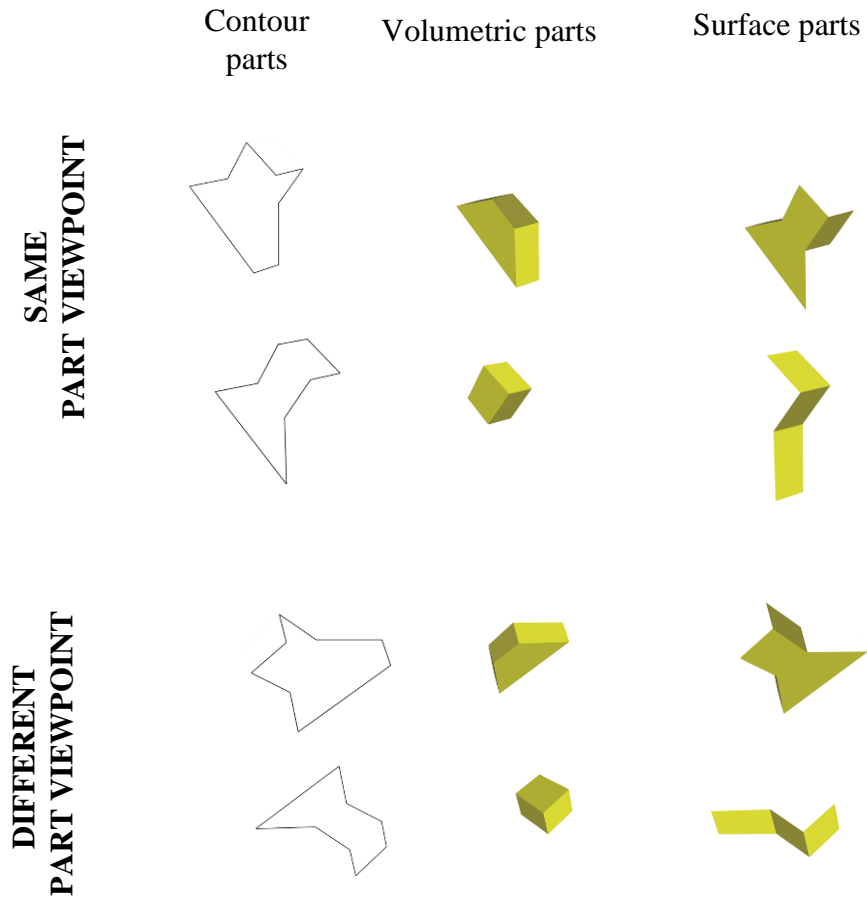 Contour
parts
Volumetric parts
Surface parts
SAME
PART VIEWPOINT
DIFFERENT
PART VIEWPOINT